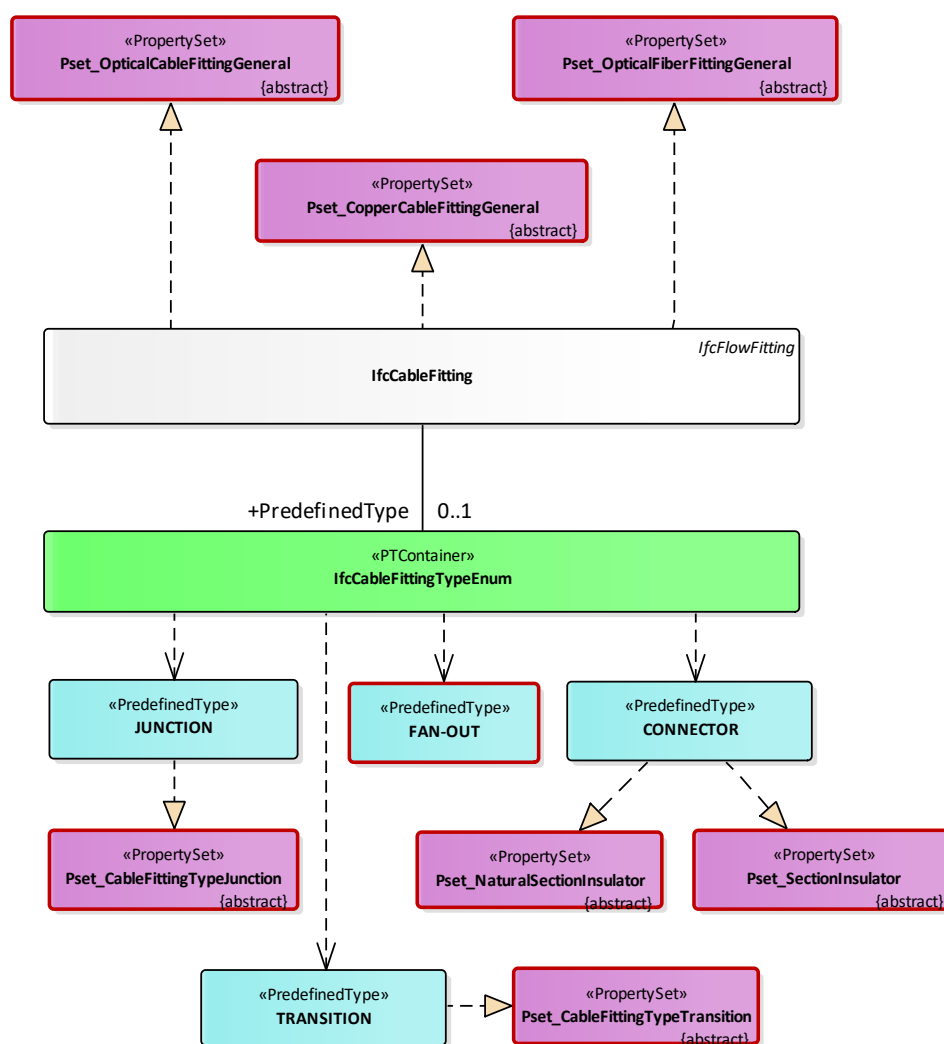 «PropertySet»
Pset_OpticalCableFittingGeneral
{abstract}
«PropertySet»
Pset_OpticalFiberFittingGeneral
{abstract}
«PropertySet»
Pset_CopperCableFittingGeneral
{abstract}
IfcFlowFitting
IfcCableFitting
+PredefinedType 0..1
«PTContainer»
IfcCableFittingTypeEnum
«PredefinedType»
JUNCTION
«PredefinedType»
FAN-OUT
«PredefinedType»
CONNECTOR
«PropertySet»
Pset_CableFittingTypeJunction
{abstract}
«PropertySet»
Pset_NaturalSectionInsulator
{abstract}
«PropertySet»
Pset_SectionInsulator
{abstract}
«PredefinedType»
TRANSITION
«PropertySet»
Pset_CableFittingTypeTransition
{abstract}